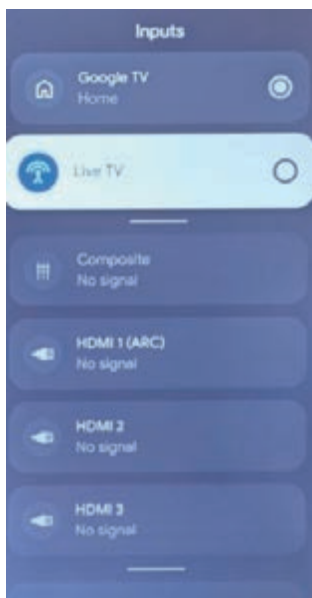 Inputs
Google TV
Home
Live TV
Composite
No signal
HDMI 1 (ARC)
No signal
HDMI 2
No signal
HDMI 3
No signal